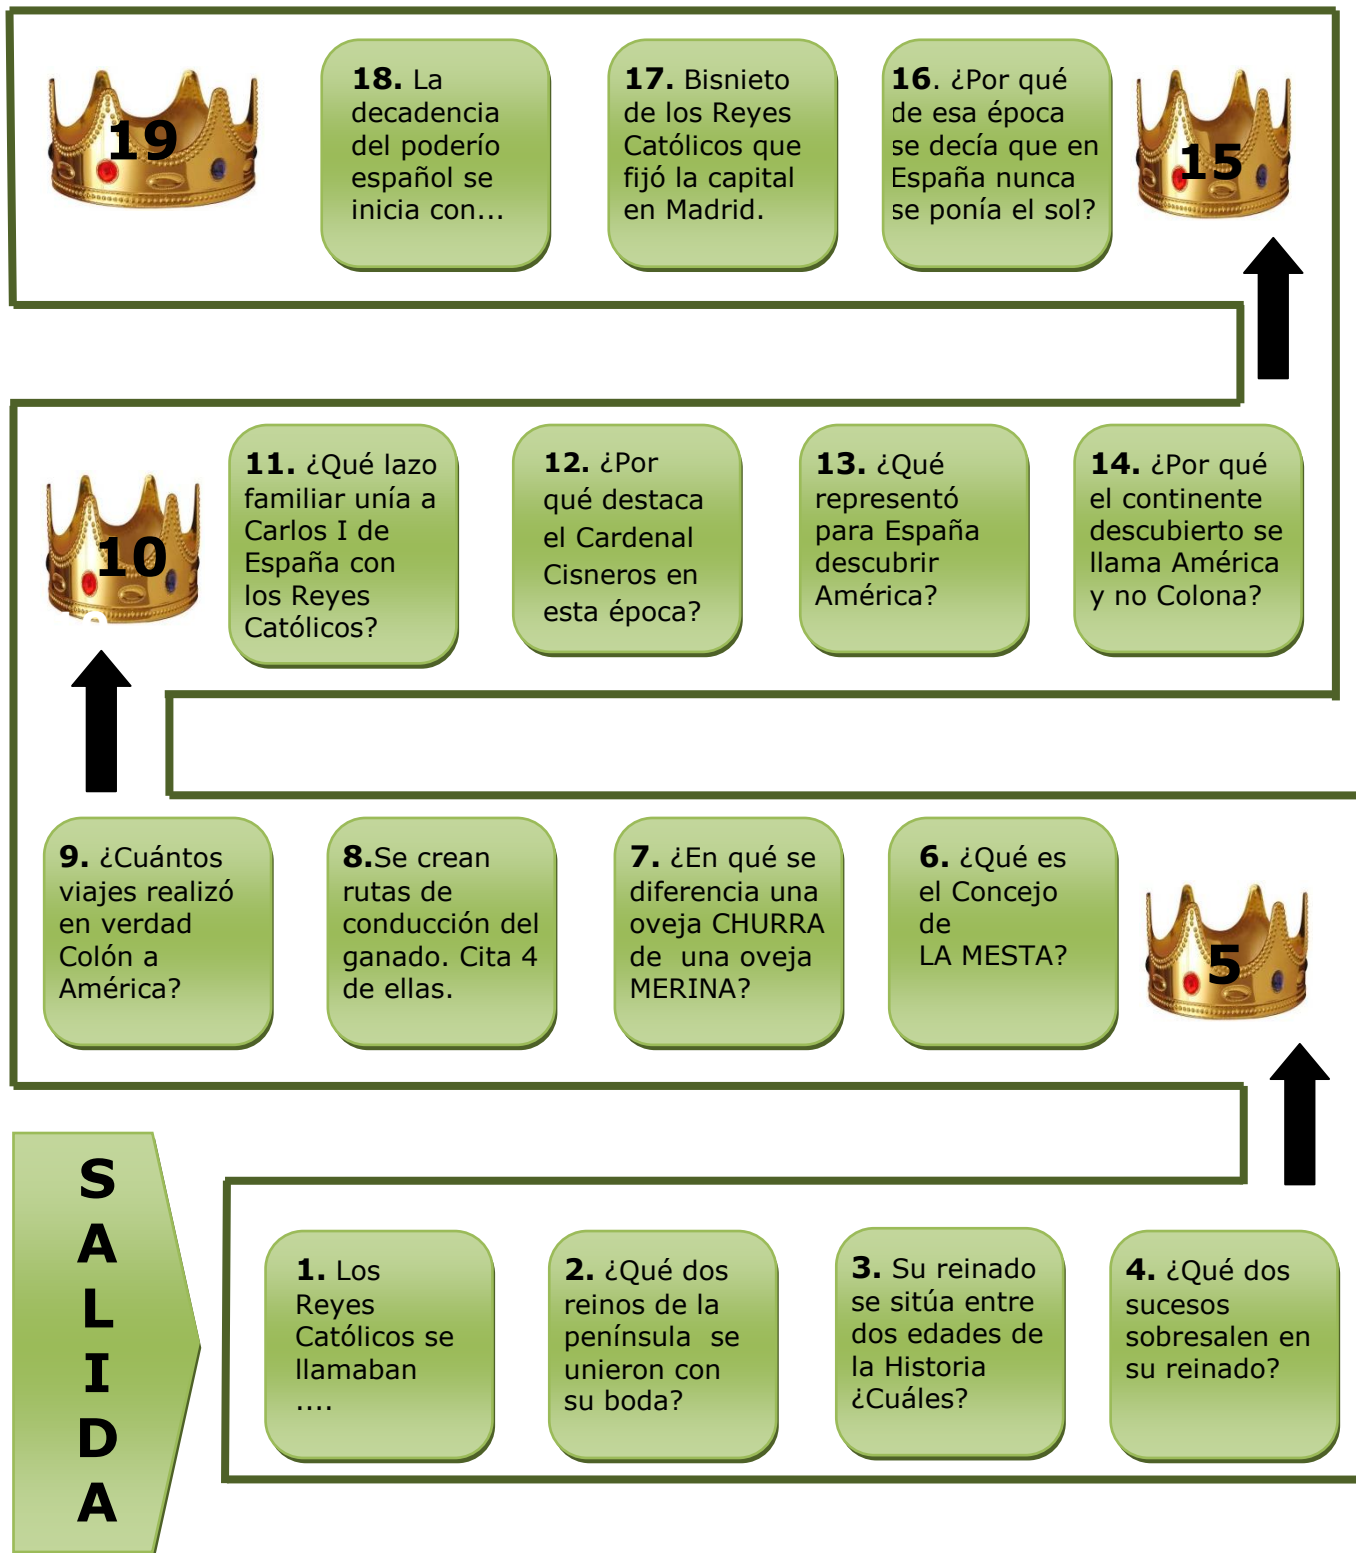 19
18. La
decadencia
del poderío
español se
inicia con...
17. Bisnieto
de los Reyes
Católicos que
fijó la capital
en Madrid.
16. ¿Por qué
de esa época
se decía que en
España nunca
se ponía el sol?
15
10
11. ¿Qué lazo
familiar unía a
Carlos I de
España con
los Reyes
Católicos?
12. ¿Por
qué destaca
el Cardenal
Cisneros en
esta época?
13. ¿Qué
representó
para España
descubrir
América?
14. ¿Por qué
el continente
descubierto se
llama América
y no Colona?
9. ¿Cuántos
viajes realizó
en verdad
Colón a
América?
8.Se crean
rutas de
conducción del
ganado. Cita 4
de ellas.
7. ¿En qué se
diferencia una
oveja CHURRA
de una oveja
MERINA?
6. ¿Qué es
el Concejo
de
LA MESTA?
5
S
A
L
I
D
A
1. Los
Reyes
Católicos se
llamaban
....
2. ¿Qué dos
reinos de la
península se
unieron con
su boda?
3. Su reinado
se sitúa entre
dos edades de
la Historia
¿Cuáles?
4. ¿Qué dos
sucesos
sobresalen en
su reinado?